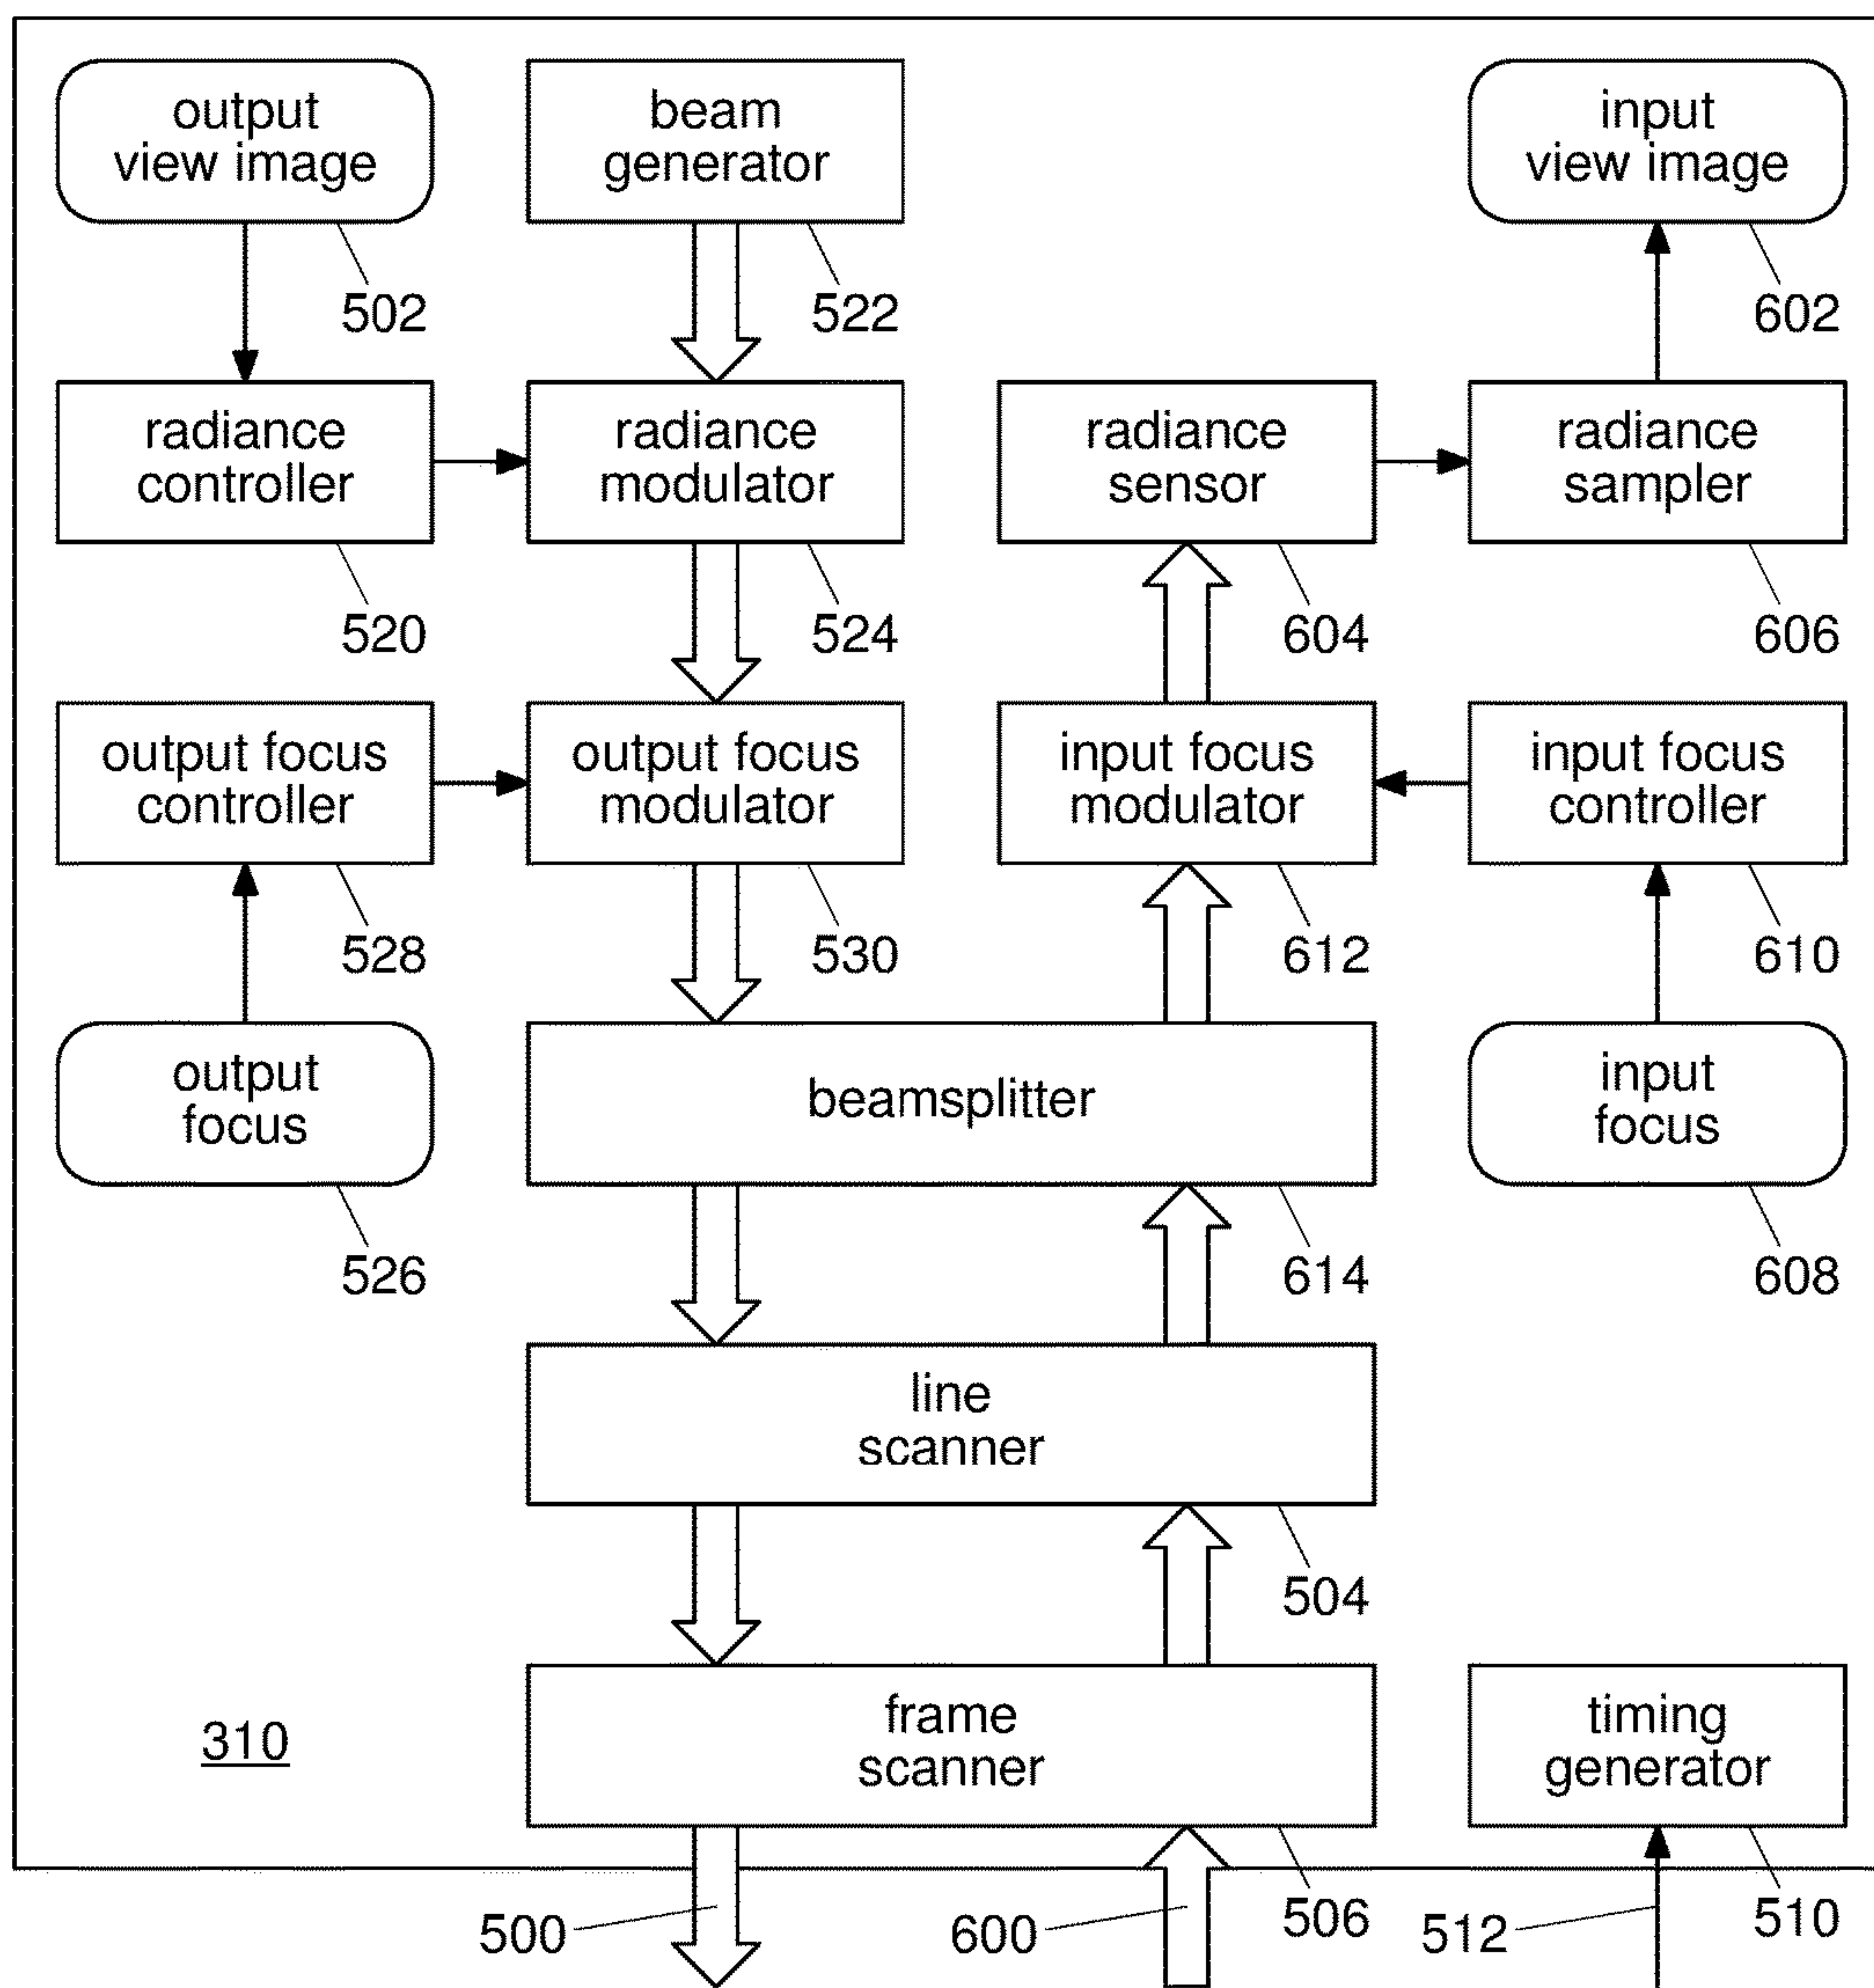 output
view image
beam
generator
input
view image
502
522
602
radiance
controller
radiance
modulator
radiance
sensor
radiance
sampler
520
524
604
606
output focus
controller
output focus
modulator
input focus
modulator
input focus
controller
528
530
612
610
output
focus
beamsplitter
input
focus
526
614
608
line
scanner
504
frame
scanner
timing
generator
310
500
600
506
512
510